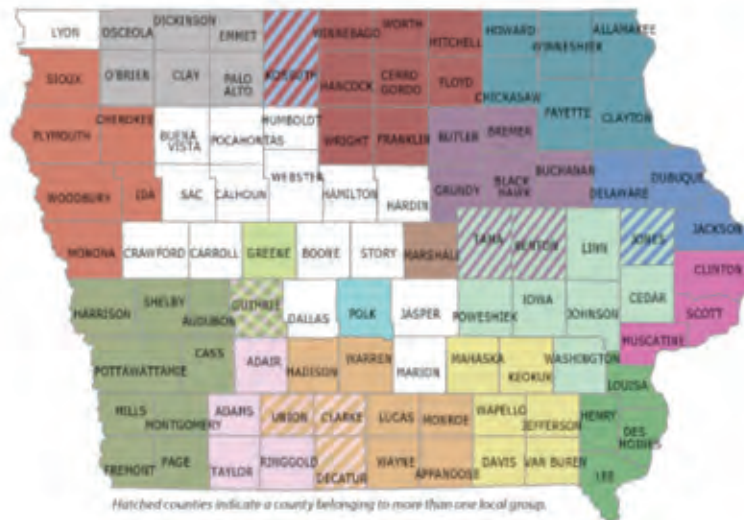 LYON
OSCEOLA
DICKINSON
EMMET
KOSSUTH
WINNEBAGO
WORTH
MITCHELL
HOWARD
WINNESHIEK
ALLAMAKEE
SIOUX
O'BRIEN
CLAY
PALO
ALTO
HANCOCK
CERRO
GORDO
FLOYD
CHICKASAW
FAYETTE
CLAYTON
PLYMOUTH
CHEROKEE
BUENA
VISTA
POCAHONTAS
HUMBOLDT
WRIGHT
FRANKLIN
BUTLER
BREMER
WOODBURY
IDA
SAC
CALHOUN
WEBSTER
HAMILTON
HARDIN
GRUNDY
BLACK
HAWK
BUCHANAN
DELAWARE
DUBUQUE
MONONA
CRAWFORD
CARROLL
GREENE
BOONE
STORY
MARSHALL
TAMA
BENTON
LINN
JONES
JACKSON
HARRISON
SHELBY
AUDUBON
GUTHRIE
DALLAS
POLK
JASPER
POWESHIEK
IOWA
JOHNSON
CEDAR
CLINTON
SCOTT
MUSCATINE
POTTAWATTAMIE
CASS
ADAIR
MADISON
WARREN
MARION
MAHASKA
KEOKUK
WASHINGTON
LOUISA
MILLS
MONTGOMERY
ADAMS
UNION
CLARKE
LUCAS
MONROE
WAPELLO
JEFFERSON
HENRY
DES
MOINES
FREMONT
PAGE
TAYLOR
RINGGOLD
DECATUR
WAYNE
APPANOOSE
DAVIS
VAN BUREN
LEE
Hatched counties indicate a county belonging to more than one local group.